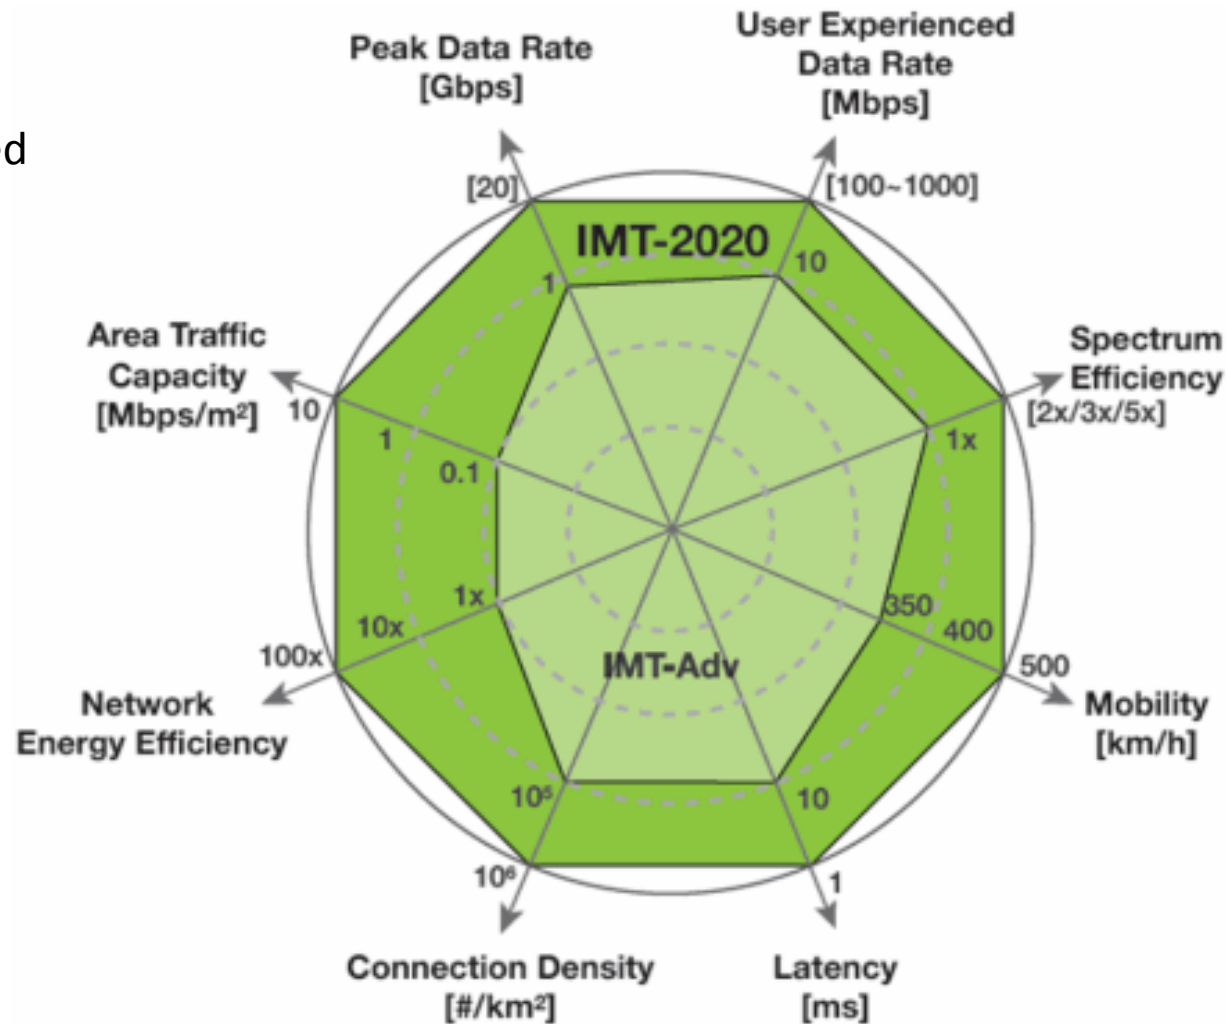 Peak Data Rate
[Gbps]
User Experienced
Data Rate
[Mbps]
d
[20]
[100~1000]
IMT-2020
1
10
Area Traffic
Capacity
[Mbps/m²]
Spectrum
Efficiency
[2x/3x/5x]
10
1
0.1
1x
1x
10x
100x
350
400
500
IMT-Adv
Network
Energy Efficiency
Mobility
[km/h]
10⁵
10
10⁶
1
Connection Density
[#/km²]
Latency
[ms]